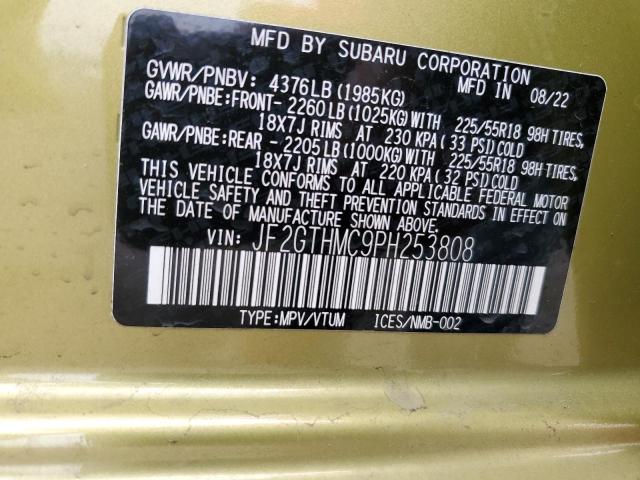 MFD BY SUBARU CORPORATION
GVWR/PNBV: 4376LB (1985KG) MFD IN 08/22
GAWR/PNBE:FRONT- 2260 LB (1025KG) WITH 225/55R18 98H TIRES,
18X7J RIMS AT 230 KPA (33 PSI) COLD
GAWR/PNBE:REAR - 2205 LB (1000KG) WITH 225/55R18 98H TIRES,
18X7J RIMS AT 220 KPA (32 PSI) COLD
THIS VEHICLE CONFORMS TO ALL APPLICABLE FEDERAL MOTOR
VEHICLE SAFETY AND THEFT PREVENTION STANDARDS IN EFFECT
ON THE DATE OF MANUFACTURE SHOWN ABOVE.
VIN: JF2GTHMC9PH253808
TYPE:MPV/VTUM ICES/NMB-002